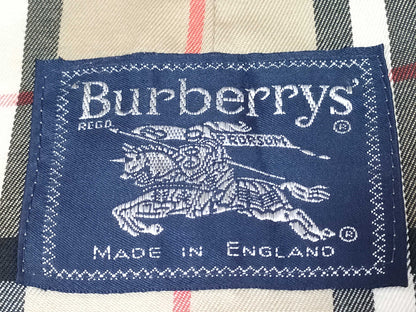 Burberrys'
REGD. ®
PRORSUM
®
MADE IN ENGLAND